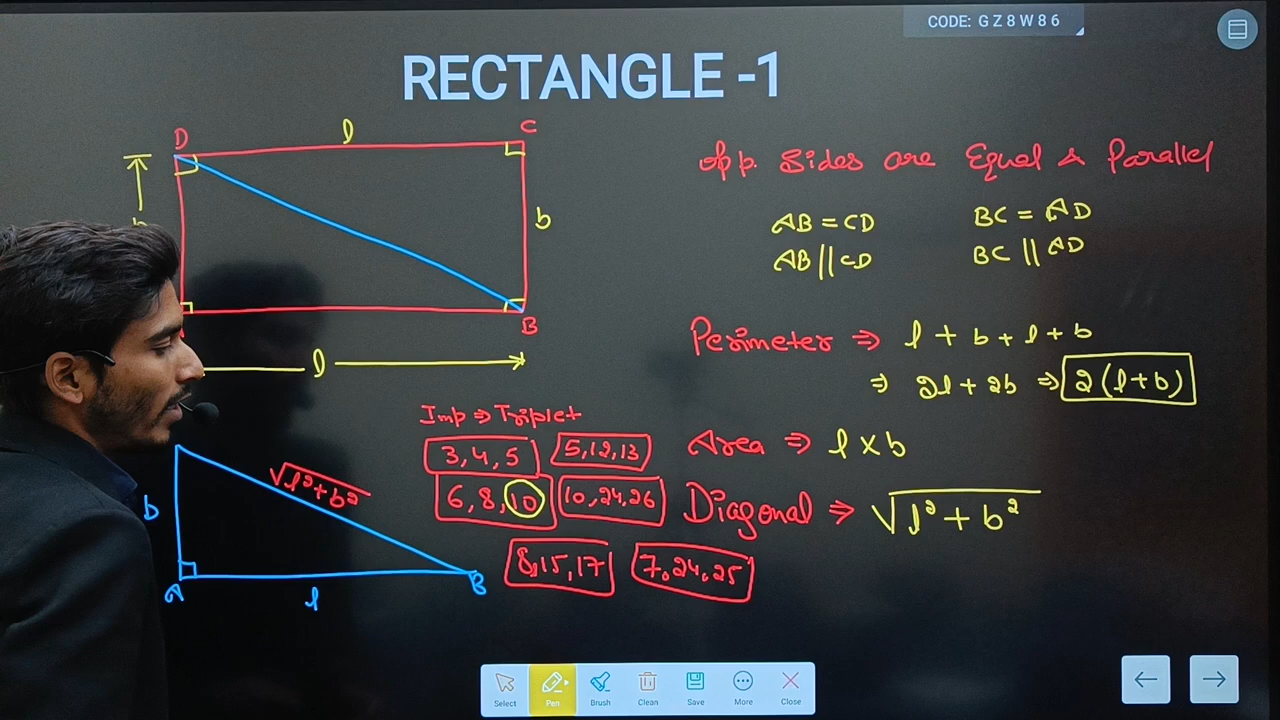 CODE: G Z 8 W 8 6
RECTANGLE -1
D
l
C
b
B
l
opp. Sides are Equal & Parallel
AB = CD
BC = AD
AB || CD
BC || AD
Perimeter ⇒ l + b + l + b
⇒ 2l + 2b ⇒ 2(l+b)
Area ⇒ l × b
Diagonal ⇒ √l² + b²
Imp ⇒ Triplet
3, 4, 5
5, 12, 13
6, 8, 10
10, 24, 26
8, 15, 17
7, 24, 25
√l²+b²
b
A
l
B
Select
Pen
Brush
Clean
Save
More
Close